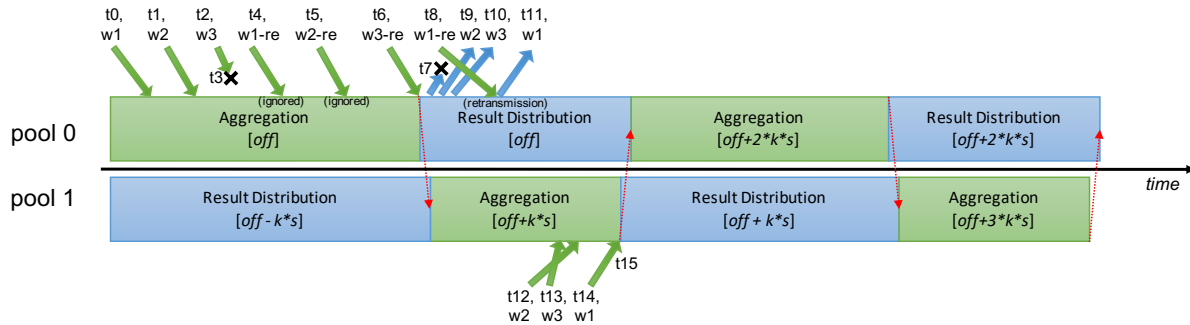 t0, t1, t2, t4, t5, t6, t8, t9, t10, t11,
w1 w2 w3 w1-re w2-re w3-re w1-re w2 w3 w1
t3 t7
(ignored) (ignored) (retransmission)
pool 0
Aggregation
[off]
Result Distribution
[off]
Aggregation
[off+2*k*s]
Result Distribution
[off+2*k*s]
time
pool 1
Result Distribution
[off - k*s]
Aggregation
[off+k*s]
Result Distribution
[off + k*s]
Aggregation
[off+3*k*s]
t15
t12, t13, t14,
w2 w3 w1